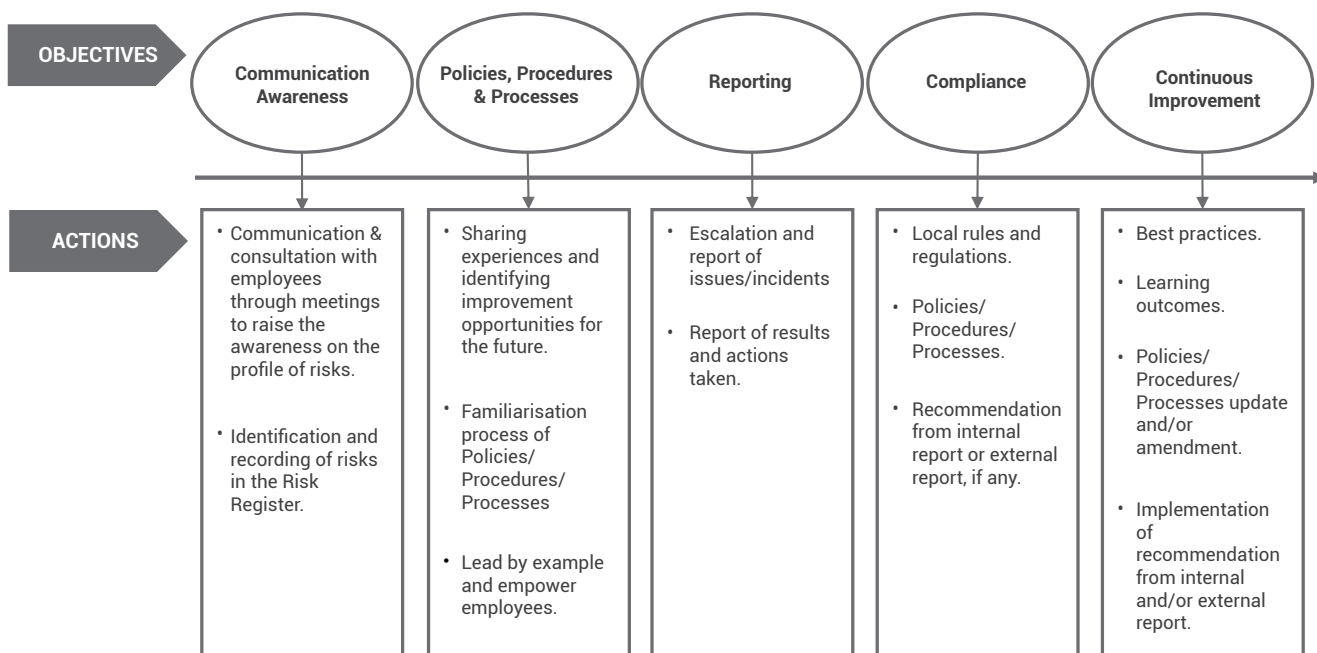 OBJECTIVES
Communication
Awareness
Policies, Procedures
& Processes
Reporting
Compliance
Continuous
Improvement
ACTIONS
• Communication &
consultation with
employees
through meetings
to raise the
awareness on the
profile of risks.
• Identification and
recording of risks
in the Risk
Register.
• Sharing
experiences and
identifying
improvement
opportunities for
the future.
• Familiarisation
process of
Policies/
Procedures/
Processes
• Lead by example
and empower
employees.
• Escalation and
report of
issues/incidents
• Report of results
and actions
taken.
• Local rules and
regulations.
• Policies/
Procedures/
Processes.
• Recommendation
from internal
report or external
report, if any.
• Best practices.
• Learning
outcomes.
• Policies/
Procedures/
Processes update
and/or
amendment.
• Implementation
of
recommendation
from internal
and/or external
report.